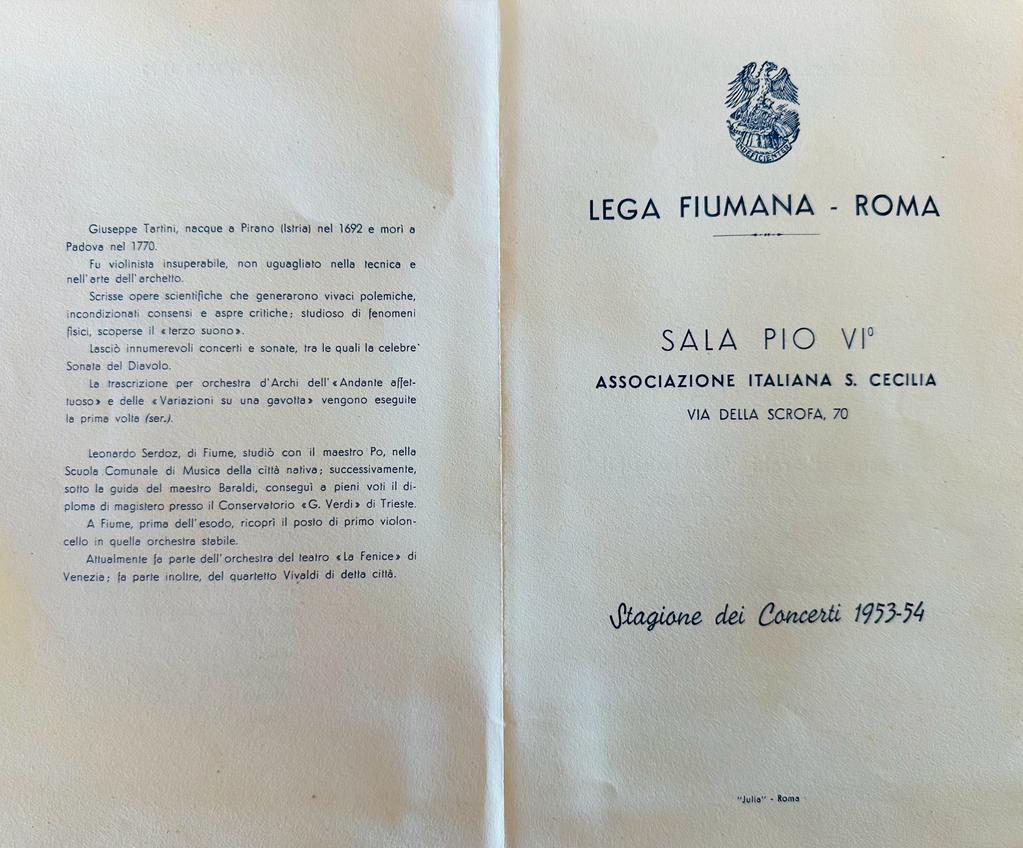 Giuseppe Tartini, nacque a Pirano (Istria) nel 1692 e morì a
Padova nel 1770.
Fu violinista insuperabile, non uguagliato nella tecnica e
nell'arte dell'archetto.
Scrisse opere scientifiche che generarono vivaci polemiche,
incondizionati consensi e aspre critiche; studioso di fenomeni
fisici, scoperse il «terzo suono».
Lasciò innumerevoli concerti e sonate, tra le quali la celebre
Sonata del Diavolo.
La trascrizione per orchestra d'Archi dell'«Andante affet-
tuoso» e delle «Variazioni su una gavotta» vengono eseguite
la prima volta (ser.).
Leonardo Serdoz, di Fiume, studiò con il maestro Po, nella
Scuola Comunale di Musica della città nativa; successivamente,
sotto la guida del maestro Baraldi, conseguì a pieni voti il di-
ploma di magistero presso il Conservatorio «G. Verdi» di Trieste.
A Fiume, prima dell'esodo, ricoprì il posto di primo violon-
cello in quella orchestra stabile.
Attualmente fa parte dell'orchestra del teatro «La Fenice» di
Venezia; fa parte inoltre, del quartetto Vivaldi di detta città.
INDEFICIENTER
LEGA FIUMANA - ROMA
SALA PIO VIº
ASSOCIAZIONE ITALIANA S. CECILIA
VIA DELLA SCROFA, 70
Stagione dei Concerti 1953-54
"Julia" - Roma